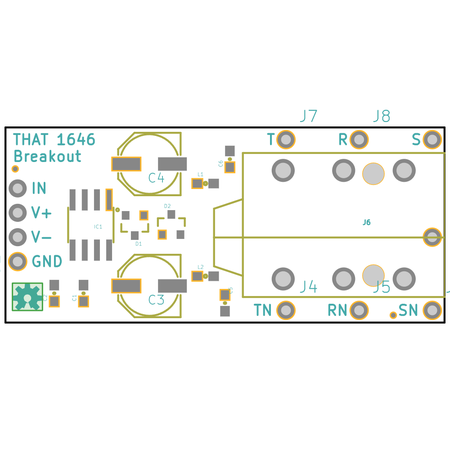 J7 J8
THAT 1646
Breakout
T R S
IN
V+
V−
GND
C4
L1
D2
IC1
D1
J6
L2
C3
J4 J5
TN RN SN